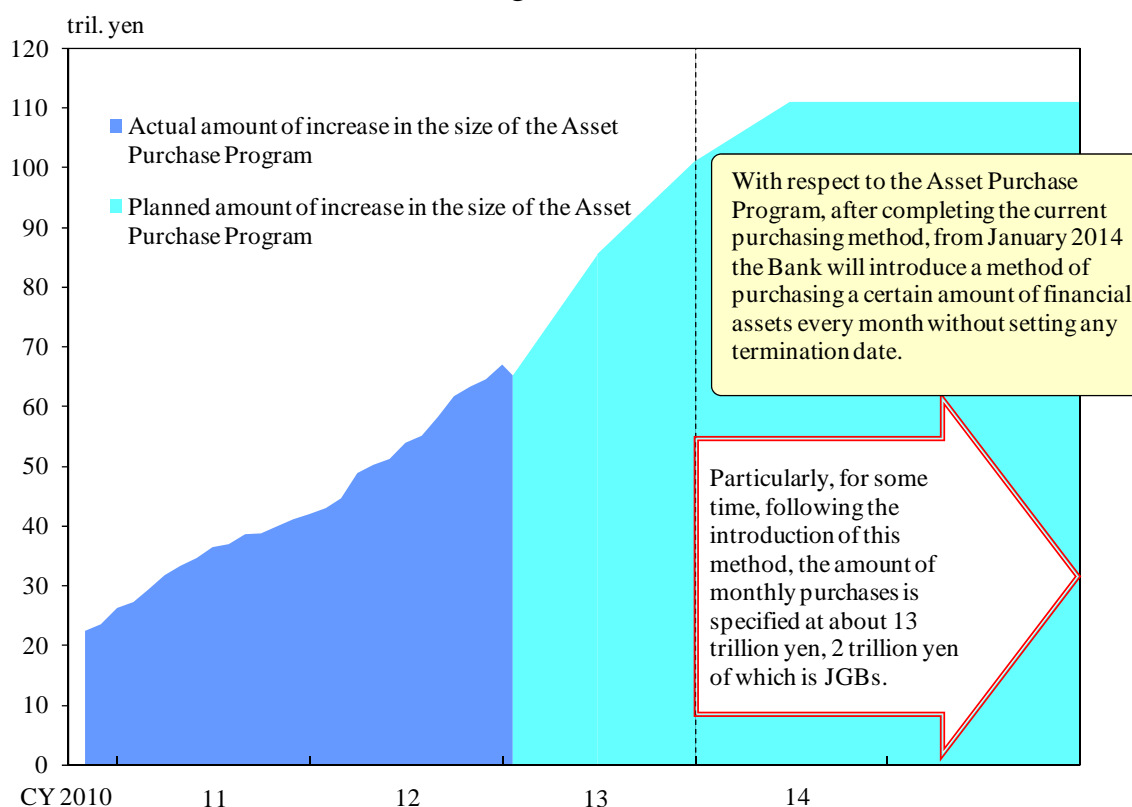 tril. yen
120
110
100
90
80
70
60
50
40
30
20
10
0
Actual amount of increase in the size of the Asset
Purchase Program
Planned amount of increase in the size of the Asset
Purchase Program
With respect to the Asset Purchase
Program, after completing the current
purchasing method, from January 2014
the Bank will introduce a method of
purchasing a certain amount of financial
assets every month without setting any
termination date.
Particularly, for some
time, following the
introduction of this
method, the amount of
monthly purchases is
specified at about 13
trillion yen, 2 trillion yen
of which is JGBs.
CY 2010 11 12 13 14